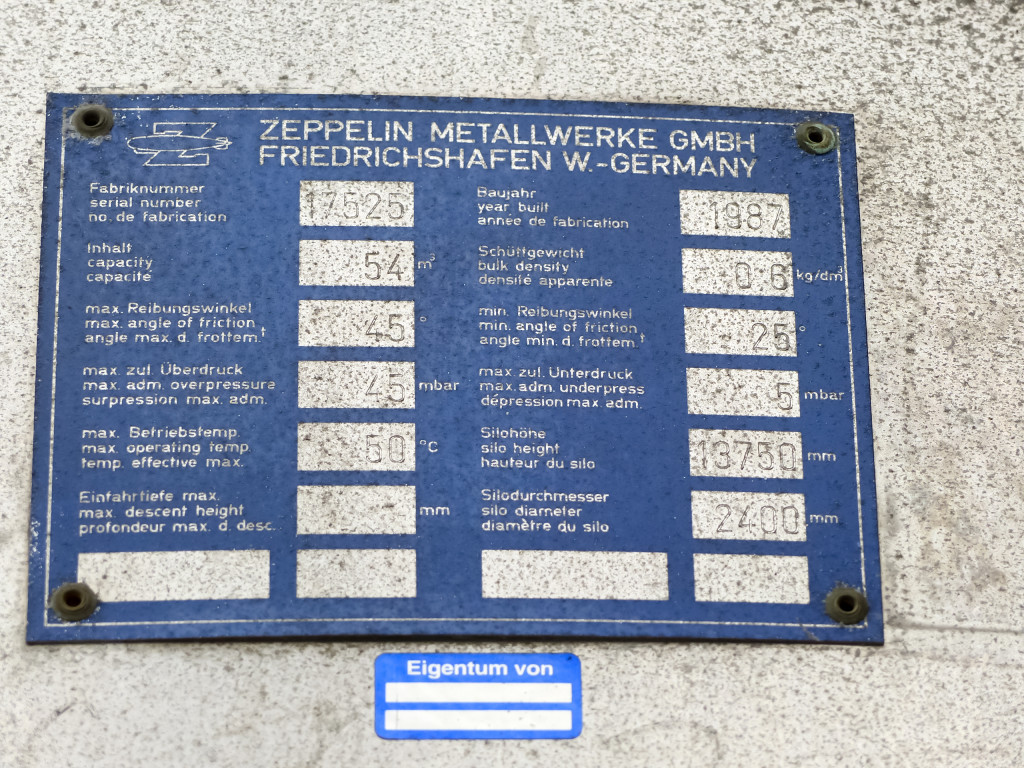 ZEPPELIN METALLWERKE GMBH
FRIEDRICHSHAFEN W.-GERMANY
Fabriknummer
serial number
no. de fabrication
17525
Baujahr
year built
année de fabrication
1987
Inhalt
capacity
capacité
54 m³
Schüttgewicht
bulk density
densité apparente
0.6 kg/dm³
max. Reibungswinkel
max. angle of friction
angle max. d. frottem.t
45 °
min. Reibungswinkel
min. angle of friction
angle min. d. frottem.t
25 °
max. zul. Überdruck
max. adm. overpressure
surpression max. adm.
45 mbar
max. zul. Unterdruck
max. adm. underpress
dépression max. adm.
5 mbar
max. Betriebstemp.
max. operating temp.
temp. effective max.
50 °C
Silohöhe
silo height
hauteur du silo
13750 mm
Einfahrtiefe max.
max. descent height
profondeur max. d. desc.
mm
Silodurchmesser
silo diameter
diamètre du silo
2400 mm
Eigentum von